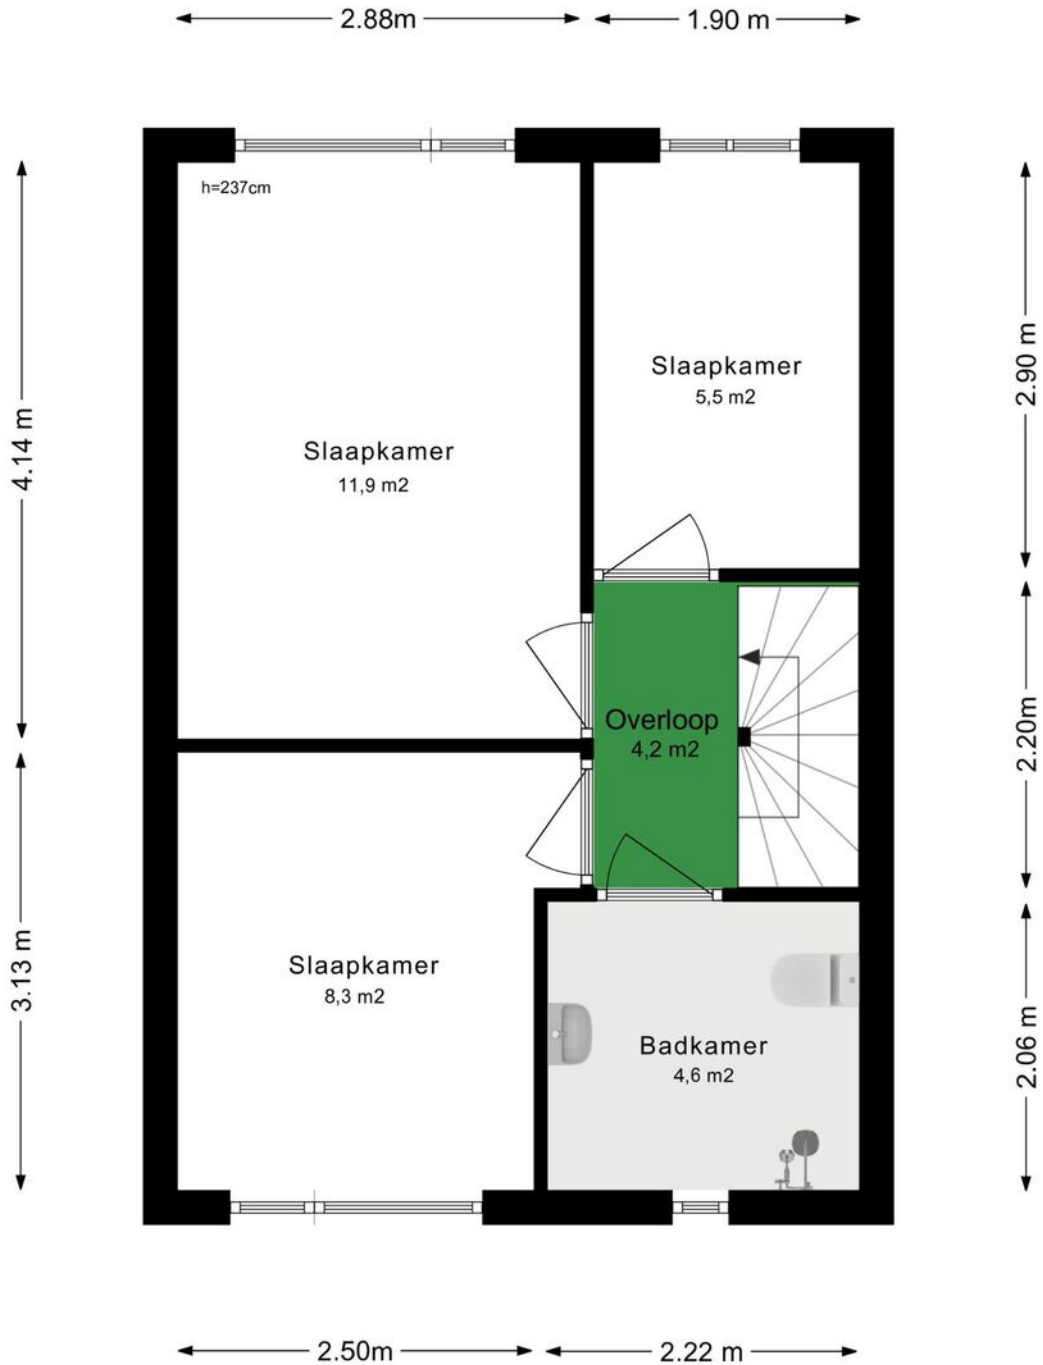 2.88m
1.90 m
h=237cm
4.14 m
2.90 m
Slaapkamer
5,5 m2
Slaapkamer
11,9 m2
Overloop
4,2 m2
2.20m
3.13 m
Slaapkamer
8,3 m2
Badkamer
4,6 m2
2.06 m
2.50m
2.22 m